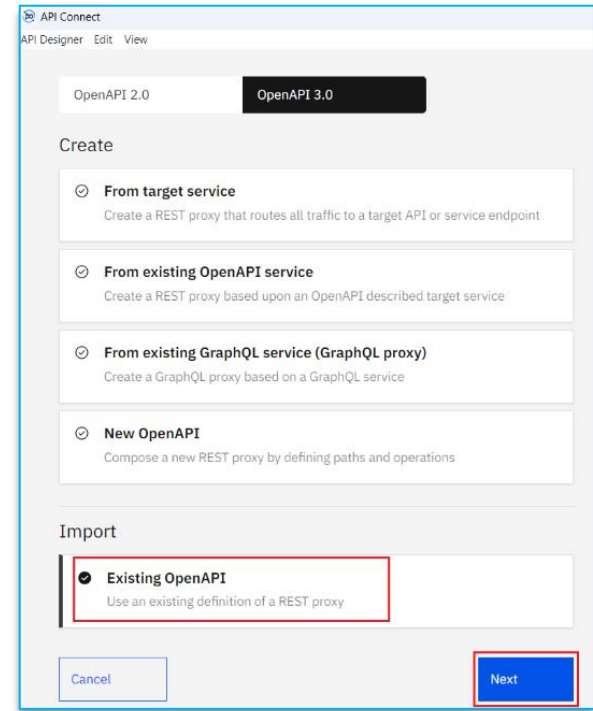 API Connect
API Designer Edit View
OpenAPI 2.0 OpenAPI 3.0
Create
From target service
Create a REST proxy that routes all traffic to a target API or service endpoint
From existing OpenAPI service
Create a REST proxy based upon an OpenAPI described target service
From existing GraphQL service (GraphQL proxy)
Create a GraphQL proxy based on a GraphQL service
New OpenAPI
Compose a new REST proxy by defining paths and operations
Import
Existing OpenAPI
Use an existing definition of a REST proxy
Cancel Next